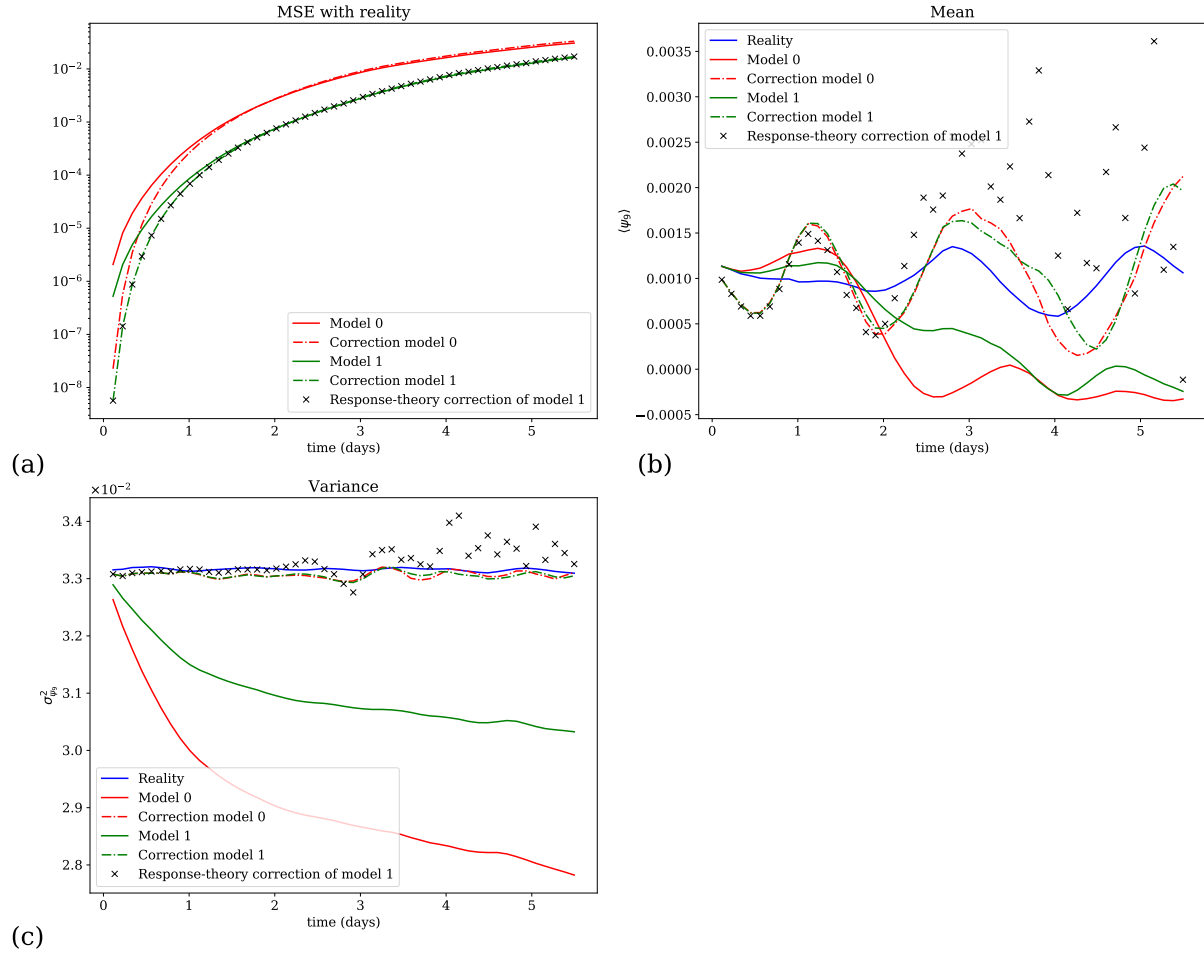 MSE with reality
10⁻²
10⁻³
10⁻⁴
10⁻⁵
10⁻⁶
10⁻⁷
10⁻⁸
Model 0
Correction model 0
Model 1
Correction model 1
Response-theory correction of model 1
0 1 2 3 4 5
time (days)
(a)
Mean
0.0035
0.0030
0.0025
0.0020
0.0015
0.0010
0.0005
0.0000
−0.0005
⟨ψ₉⟩
Reality
Model 0
Correction model 0
Model 1
Correction model 1
Response-theory correction of model 1
0 1 2 3 4 5
time (days)
(b)
×10⁻²
Variance
3.4
3.3
3.2
3.1
3.0
2.9
2.8
σ²ψ₉
Reality
Model 0
Correction model 0
Model 1
Correction model 1
Response-theory correction of model 1
0 1 2 3 4 5
time (days)
(c)